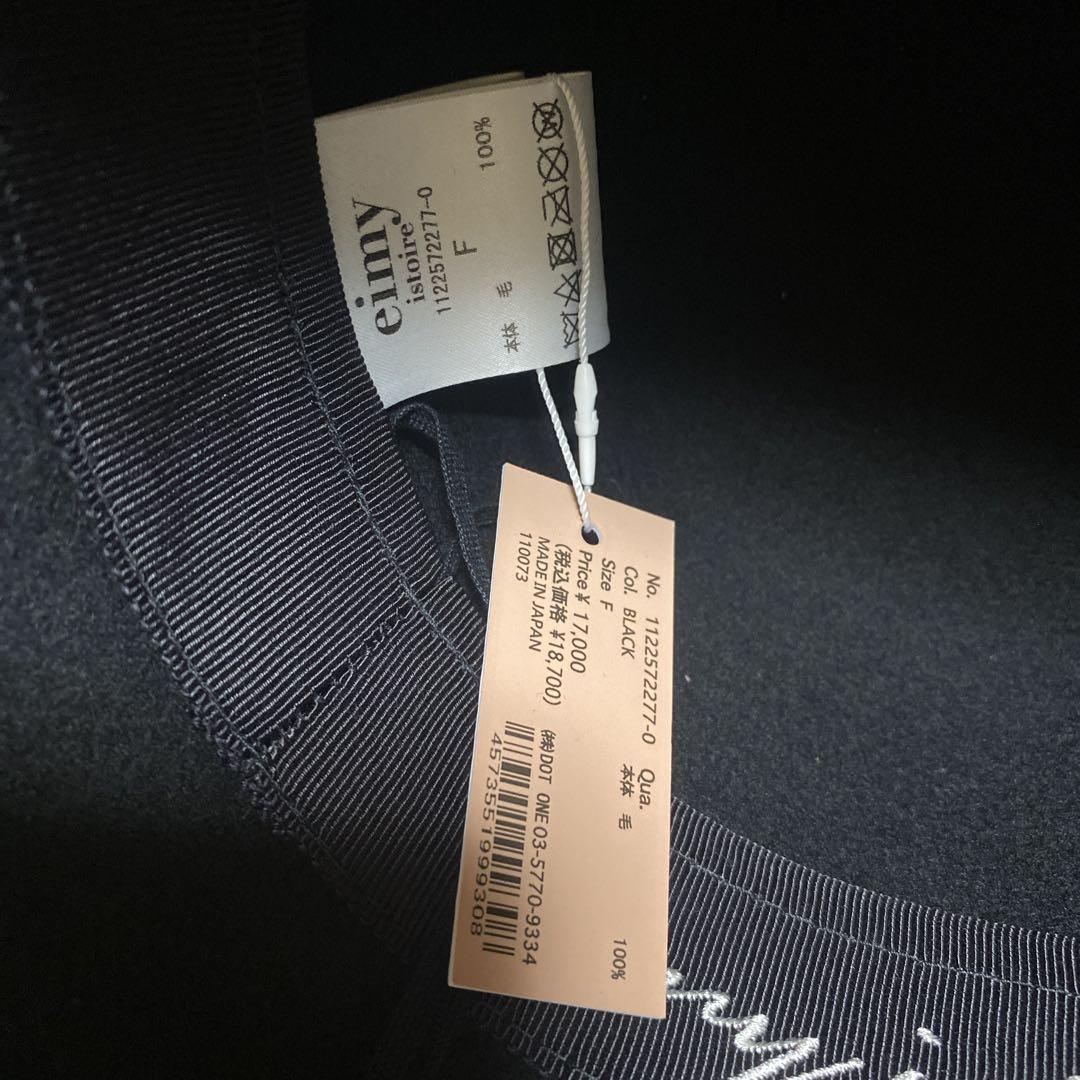 eimy
istoire
1122572277-0
F
本体 毛 100%
No. 1122572277-0 Qua.
Col. BLACK 本体 毛 100%
Size F
Price ¥ 17,000
(税込価格 ¥18,700)
MADE IN JAPAN
110073
㈱DOT ONE 03-5770-9334
4573551999308